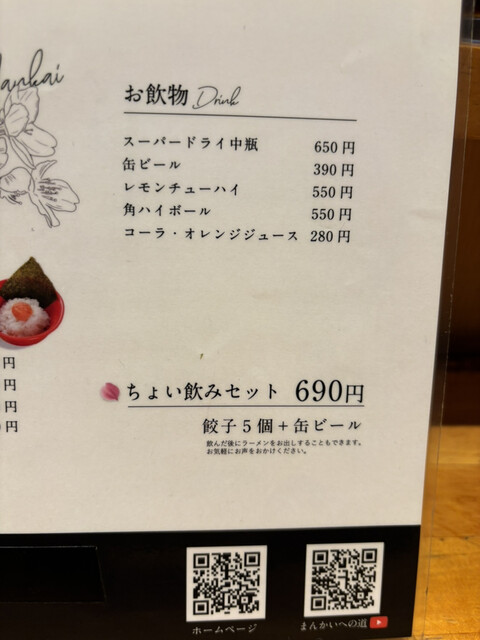 お飲物 Drink
スーパードライ中瓶 650円
缶ビール 390円
レモンチューハイ 550円
角ハイボール 550円
コーラ・オレンジジュース 280円
円
円
円
円
ちょい飲みセット 690円
餃子5個+缶ビール
飲んだ後にラーメンをお出しすることもできます。
お気軽にお声をおかけください。
ホームページ
まんかいへの道